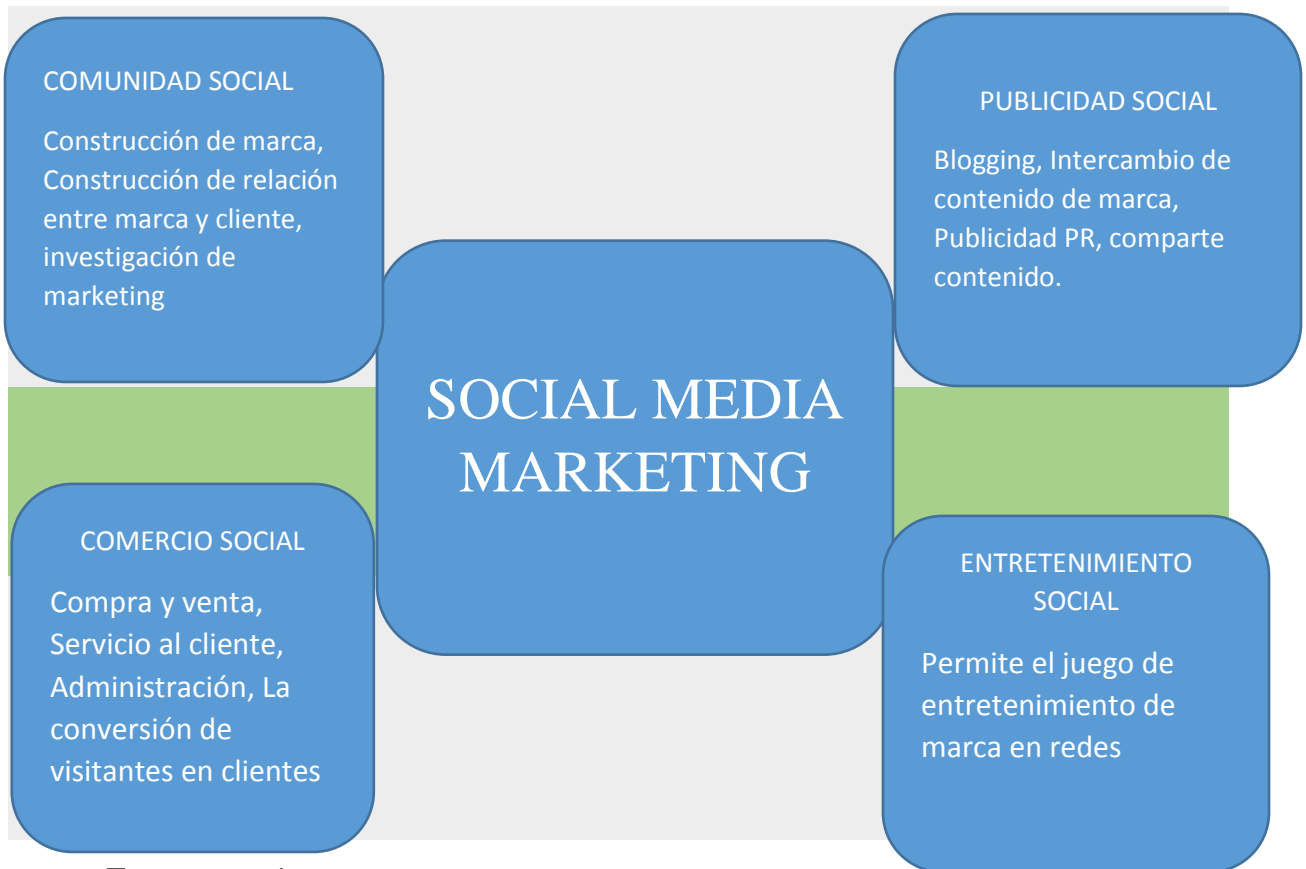 COMUNIDAD SOCIAL
Construcción de marca,
Construcción de relación
entre marca y cliente,
investigación de
marketing
PUBLICIDAD SOCIAL
Blogging, Intercambio de
contenido de marca,
Publicidad PR, comparte
contenido.
SOCIAL MEDIA
MARKETING
COMERCIO SOCIAL
Compra y venta,
Servicio al cliente,
Administración, La
conversión de
visitantes en clientes
ENTRETENIMIENTO
SOCIAL
Permite el juego de
entretenimiento de
marca en redes